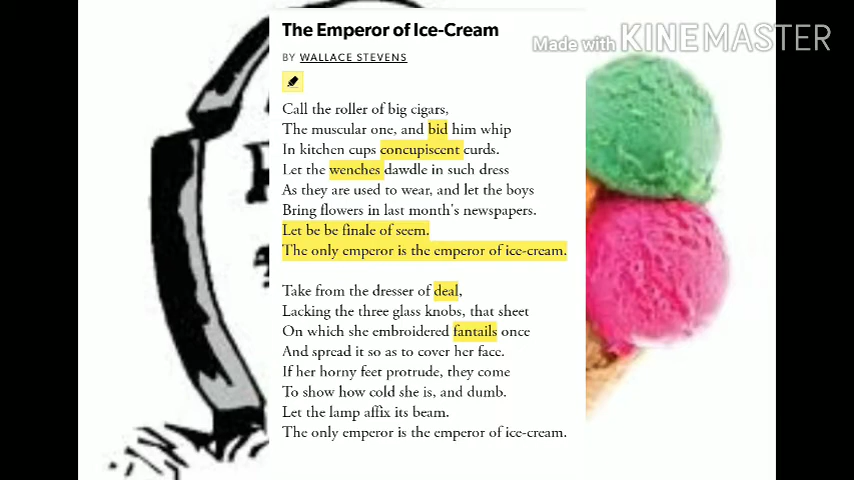 The Emperor of Ice-Cream
Made with KINEMASTER
BY WALLACE STEVENS
Call the roller of big cigars,
The muscular one, and bid him whip
In kitchen cups concupiscent curds.
Let the wenches dawdle in such dress
As they are used to wear, and let the boys
Bring flowers in last month's newspapers.
Let be be finale of seem.
The only emperor is the emperor of ice-cream.
Take from the dresser of deal,
Lacking the three glass knobs, that sheet
On which she embroidered fantails once
And spread it so as to cover her face.
If her horny feet protrude, they come
To show how cold she is, and dumb.
Let the lamp affix its beam.
The only emperor is the emperor of ice-cream.